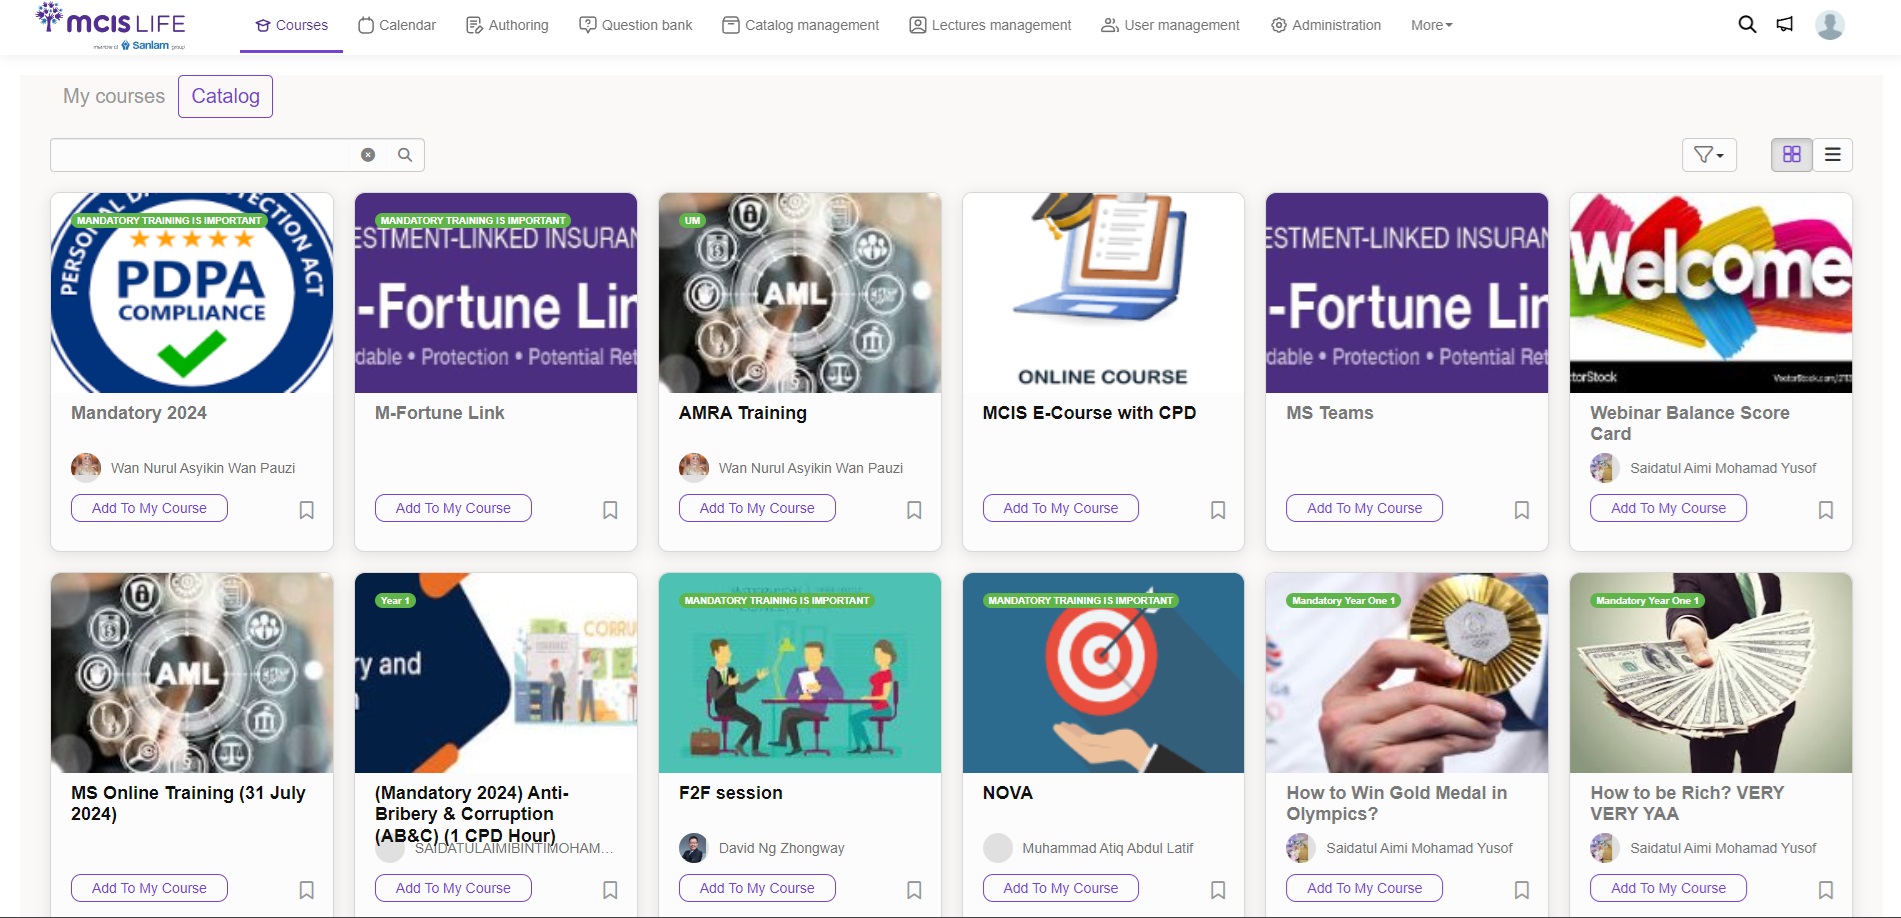 mcis LIFE
member of Sanlam group
Courses
Calendar
Authoring
Question bank
Catalog management
Lectures management
User management
Administration
More
My courses
Catalog
MANDATORY TRAINING IS IMPORTANT
PDPA
COMPLIANCE
Mandatory 2024
Wan Nurul Asyikin Wan Pauzi
Add To My Course
MANDATORY TRAINING IS IMPORTANT
ESTMENT-LINKED INSURAN
-Fortune Lin
dable • Protection • Potential Ret
M-Fortune Link
Add To My Course
UM
AML
AMRA Training
Wan Nurul Asyikin Wan Pauzi
Add To My Course
ONLINE COURSE
MCIS E-Course with CPD
Add To My Course
ESTMENT-LINKED INSURAN
-Fortune Lin
dable • Protection • Potential Ret
MS Teams
Add To My Course
Welcome
torStock
Webinar Balance Score
Card
Saidatul Aimi Mohamad Yusof
Add To My Course
AML
MS Online Training (31 July
2024)
Add To My Course
Year 1
ry and
CORRU
(Mandatory 2024) Anti-
Bribery & Corruption
(AB&C) (1 CPD Hour)
SAIDATULAIMIBINTIMOHAM...
Add To My Course
MANDATORY TRAINING IS IMPORTANT
F2F session
David Ng Zhongway
Add To My Course
MANDATORY TRAINING IS IMPORTANT
NOVA
Muhammad Atiq Abdul Latif
Add To My Course
Mandatory Year One 1
How to Win Gold Medal in
Olympics?
Saidatul Aimi Mohamad Yusof
Add To My Course
Mandatory Year One 1
How to be Rich? VERY
VERY YAA
Saidatul Aimi Mohamad Yusof
Add To My Course